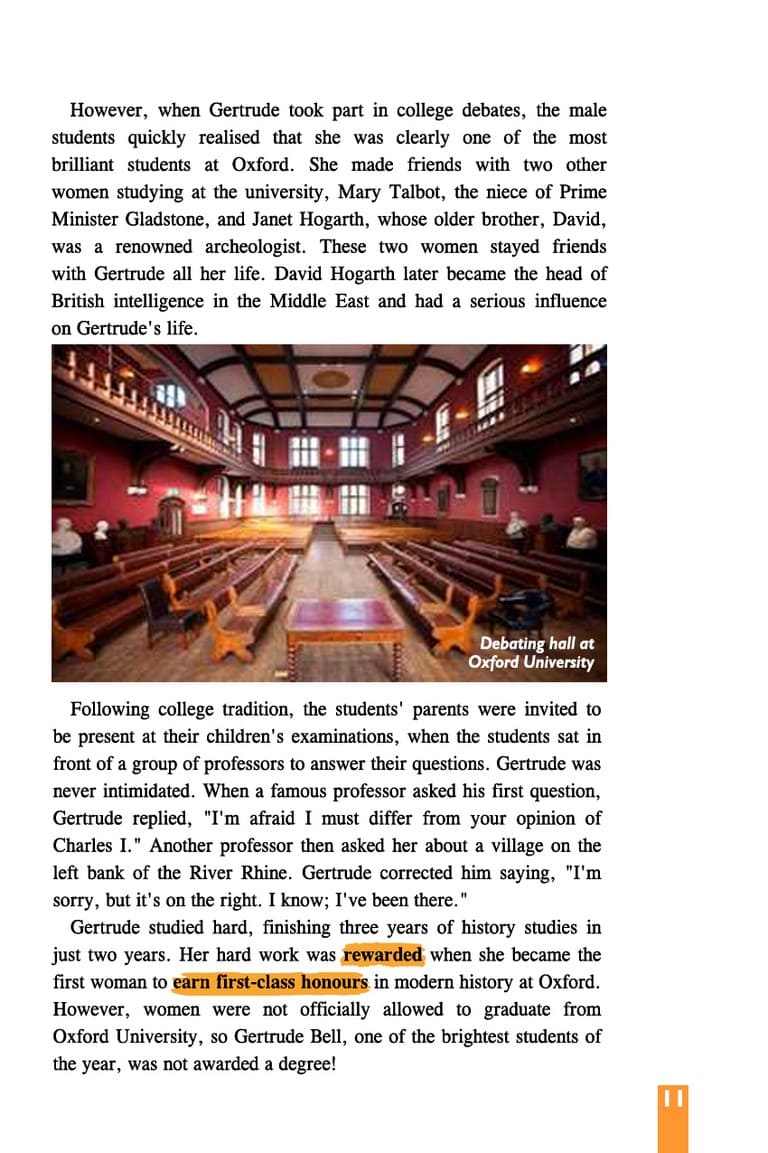 However, when Gertrude took part in college debates, the male
students quickly realised that she was clearly one of the most
brilliant students at Oxford. She made friends with two other
women studying at the university, Mary Talbot, the niece of Prime
Minister Gladstone, and Janet Hogarth, whose older brother, David,
was a renowned archeologist. These two women stayed friends
with Gertrude all her life. David Hogarth later became the head of
British intelligence in the Middle East and had a serious influence
on Gertrude's life.
Debating hall at
Oxford University
Following college tradition, the students' parents were invited to
be present at their children's examinations, when the students sat in
front of a group of professors to answer their questions. Gertrude was
never intimidated. When a famous professor asked his first question,
Gertrude replied, "I'm afraid I must differ from your opinion of
Charles I." Another professor then asked her about a village on the
left bank of the River Rhine. Gertrude corrected him saying, "I'm
sorry, but it's on the right. I know; I've been there."
Gertrude studied hard, finishing three years of history studies in
just two years. Her hard work was rewarded when she became the
first woman to earn first-class honours in modern history at Oxford.
However, women were not officially allowed to graduate from
Oxford University, so Gertrude Bell, one of the brightest students of
the year, was not awarded a degree!
11